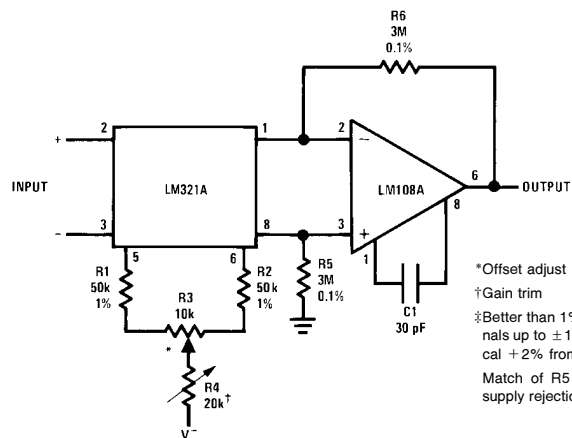 R6
3M
0.1%
2
1
2
−
+
INPUT
LM321A
LM108A
6
OUTPUT
−
3
8
3
+
8
5
6
1
R1
50k
1%
R2
50k
1%
R3
10k
*
R5
3M
0.1%
C1
30 pF
R4
20k†
V−
*Offset adjust
†Gain trim
‡Better than 1%
nals up to ±1
cal +2% from
Match of R5
supply rejection